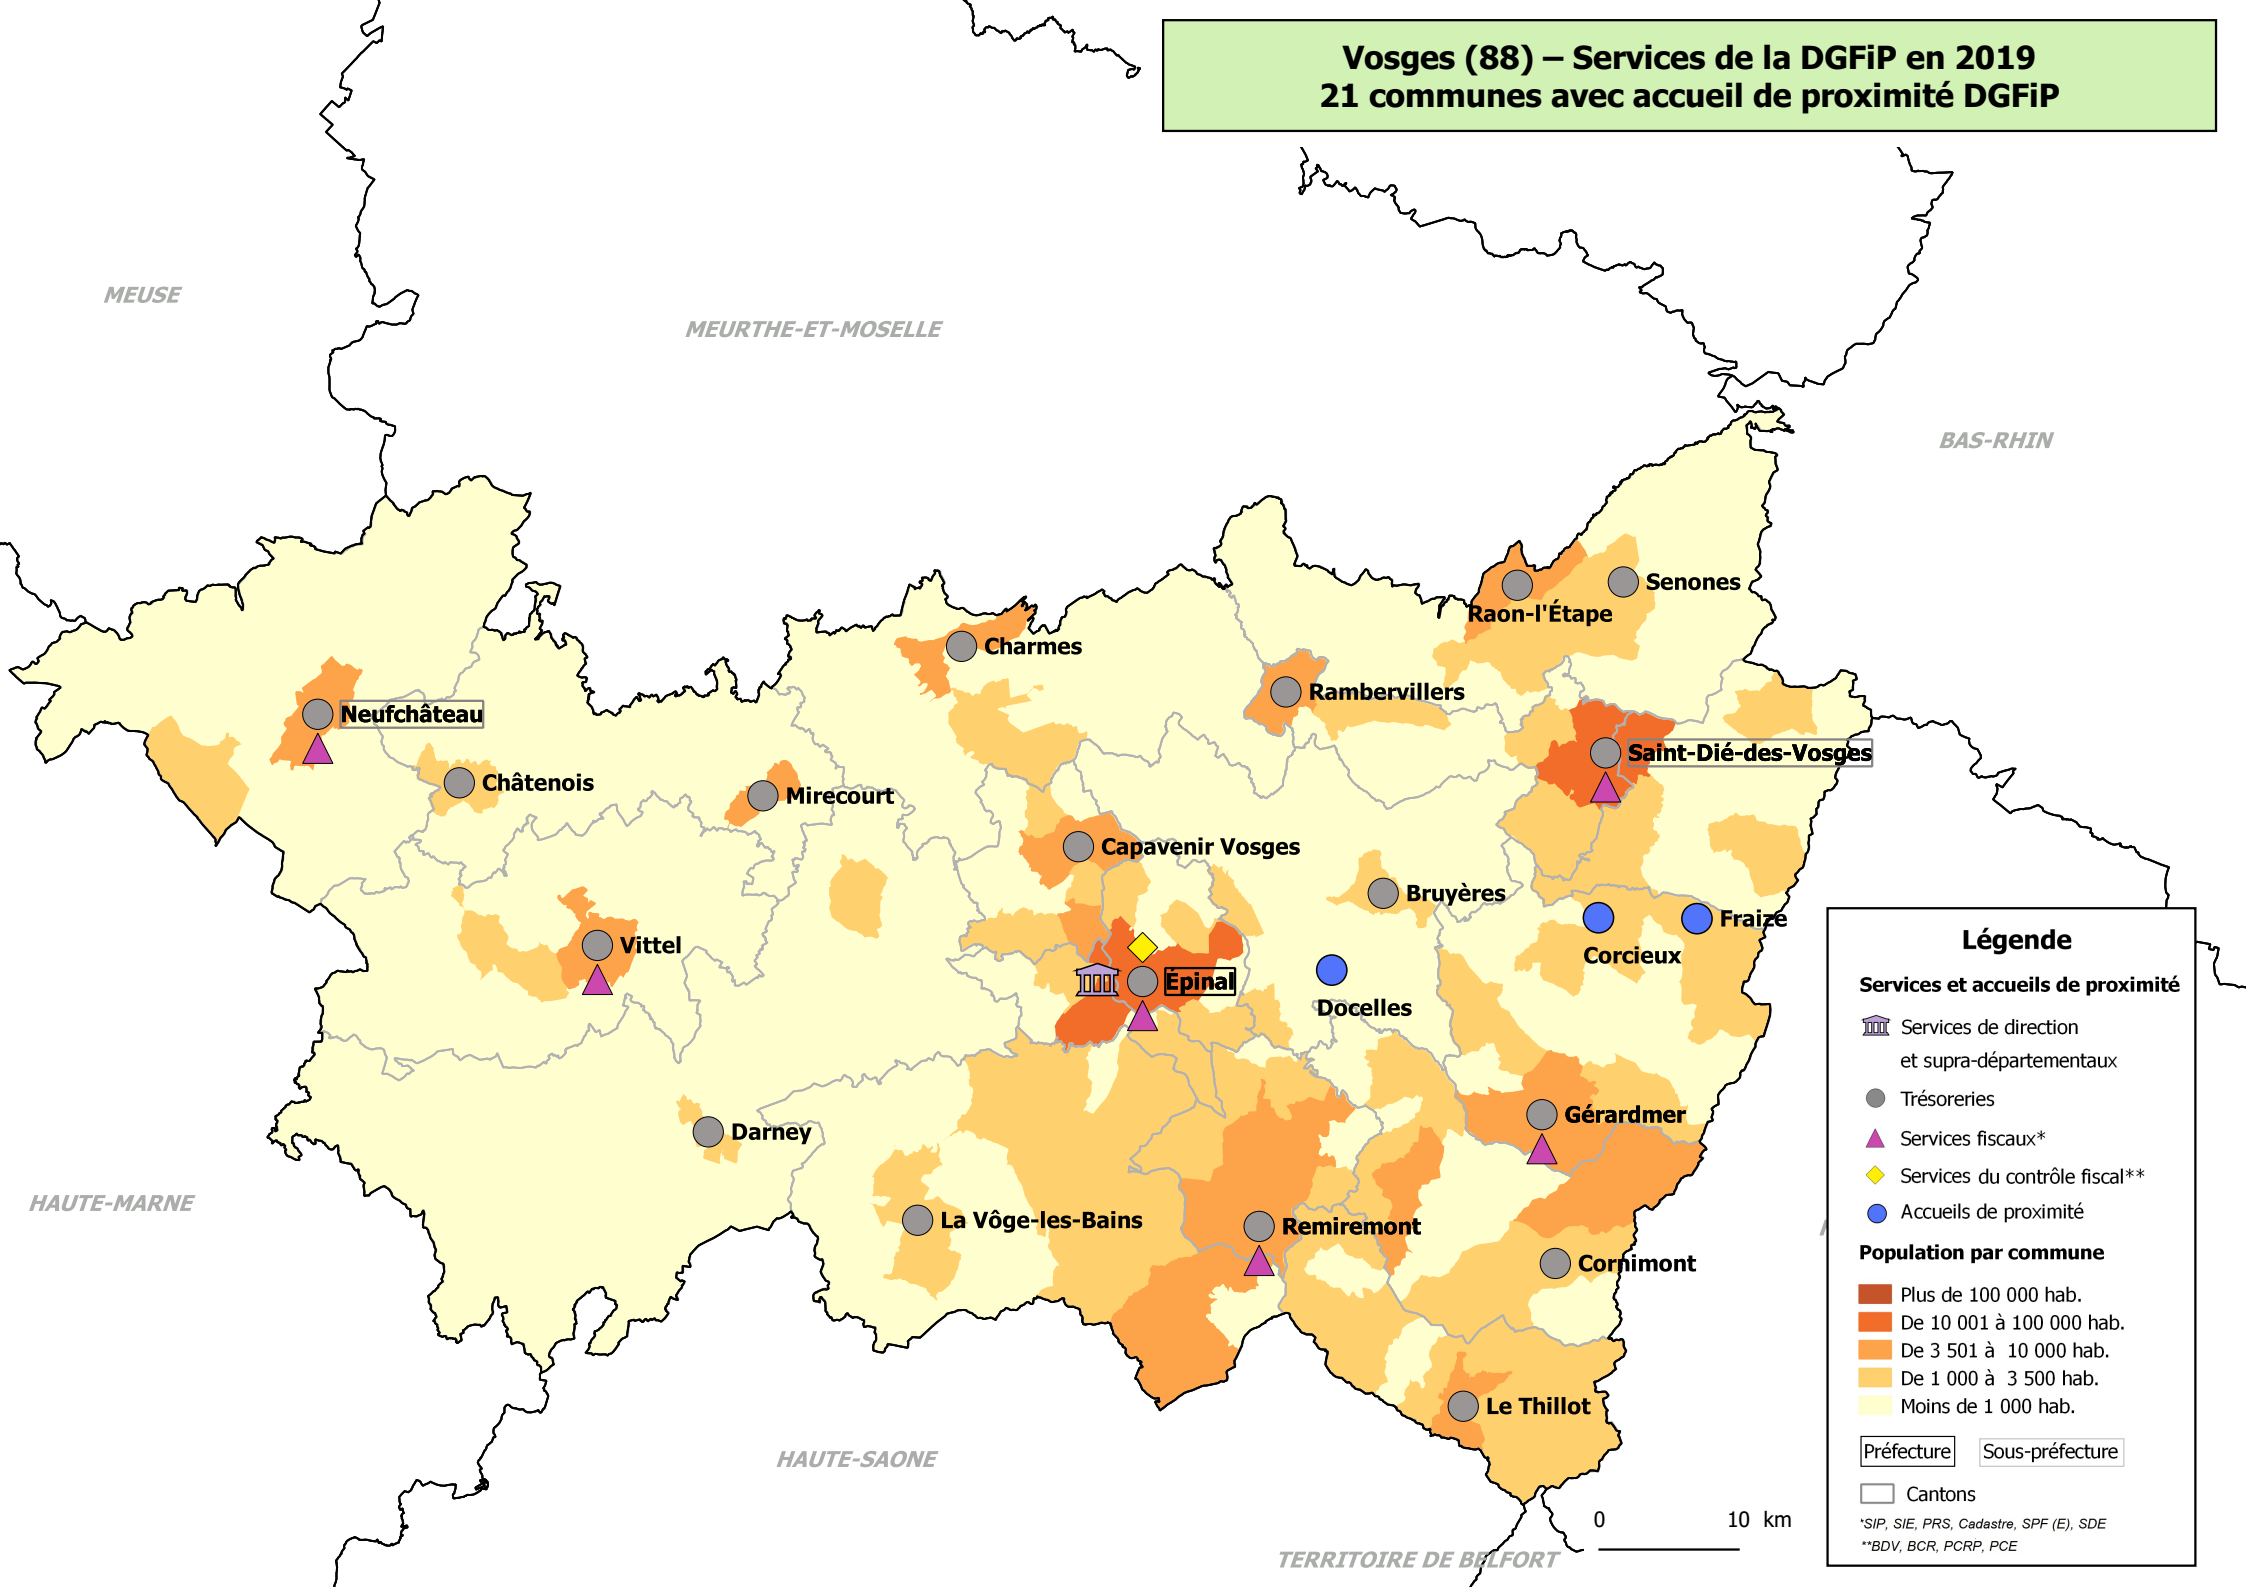 Vosges (88) – Services de la DGFiP en 2019
21 communes avec accueil de proximité DGFiP
MEUSE
MEURTHE-ET-MOSELLE
BAS-RHIN
Senones
Raon-l'Étape
Charmes
Rambervillers
Neufchâteau
Saint-Dié-des-Vosges
Châtenois
Mirecourt
Capavenir Vosges
Bruyères
Fraize
Vittel
Corcieux
Épinal
Docelles
Gérardmer
Darney
HAUTE-MARNE
La Vôge-les-Bains
Remiremont
Cornimont
Le Thillot
HAUTE-SAONE
TERRITOIRE DE BELFORT
0 10 km
Légende
Services et accueils de proximité
Services de direction
et supra-départementaux
Trésoreries
Services fiscaux*
Services du contrôle fiscal**
Accueils de proximité
Population par commune
Plus de 100 000 hab.
De 10 001 à 100 000 hab.
De 3 501 à 10 000 hab.
De 1 000 à 3 500 hab.
Moins de 1 000 hab.
Préfecture Sous-préfecture
Cantons
*SIP, SIE, PRS, Cadastre, SPF (E), SDE
**BDV, BCR, PCRP, PCE